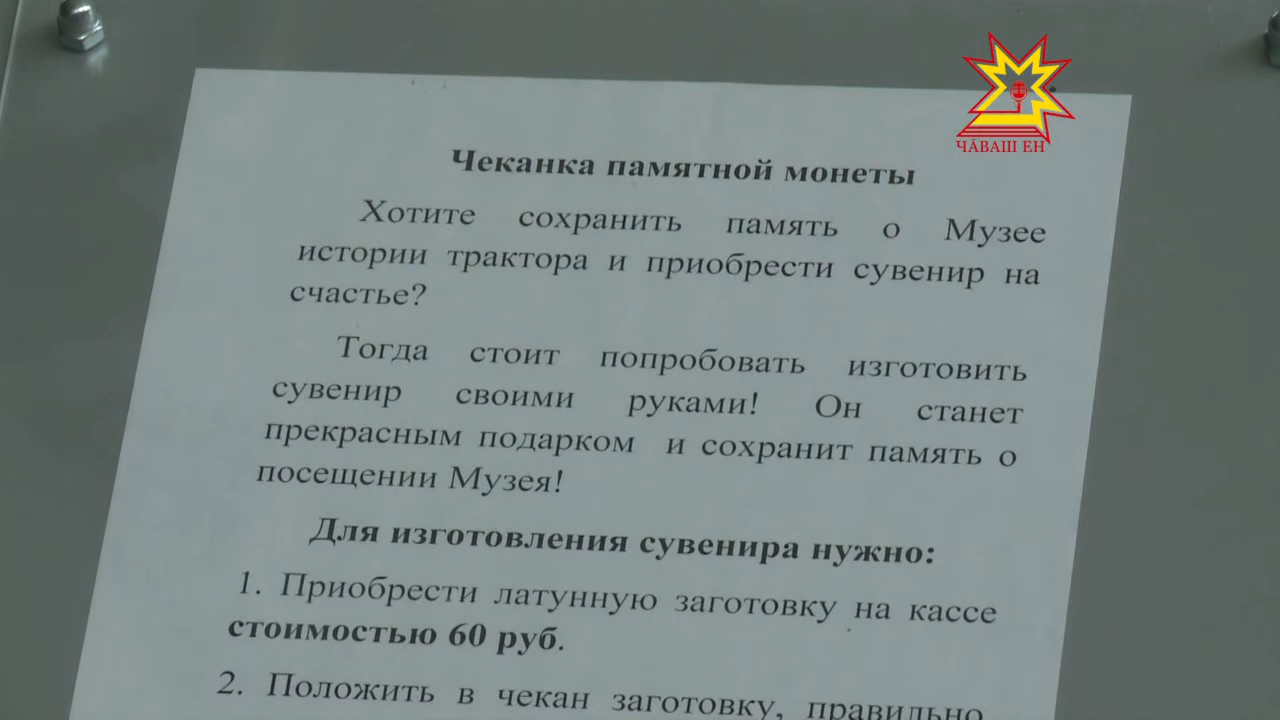 ЧӐВАШ ЕН
Чеканка памятной монеты
Хотите сохранить память о Музее
истории трактора и приобрести сувенир на
счастье?
Тогда стоит попробовать изготовить
сувенир своими руками! Он станет
прекрасным подарком и сохранит память о
посещении Музея!
Для изготовления сувенира нужно:
1. Приобрести латунную заготовку на кассе
стоимостью 60 руб.
2. Положить в чекан заготовку, правильно